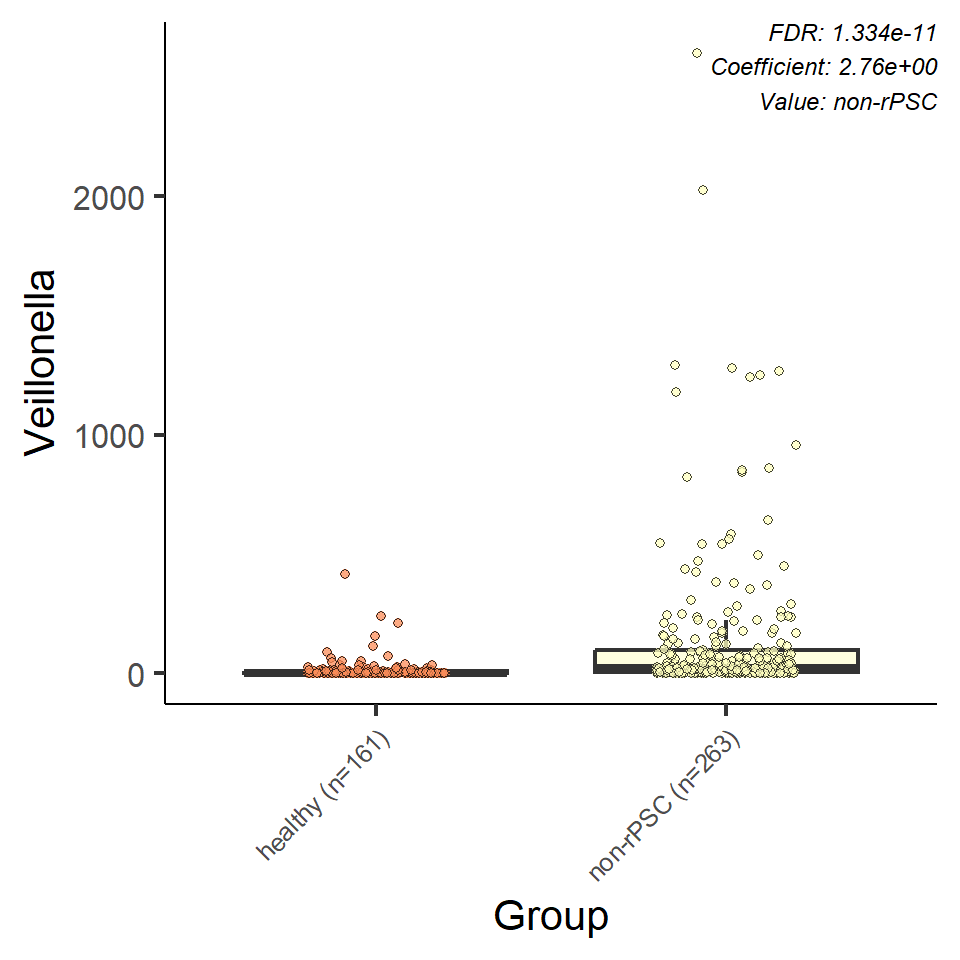 FDR: 1.334e-11
Coefficient: 2.76e+00
Value: non-rPSC
Veillonella
2000
1000
0
healthy (n=161)
non-rPSC (n=263)
Group